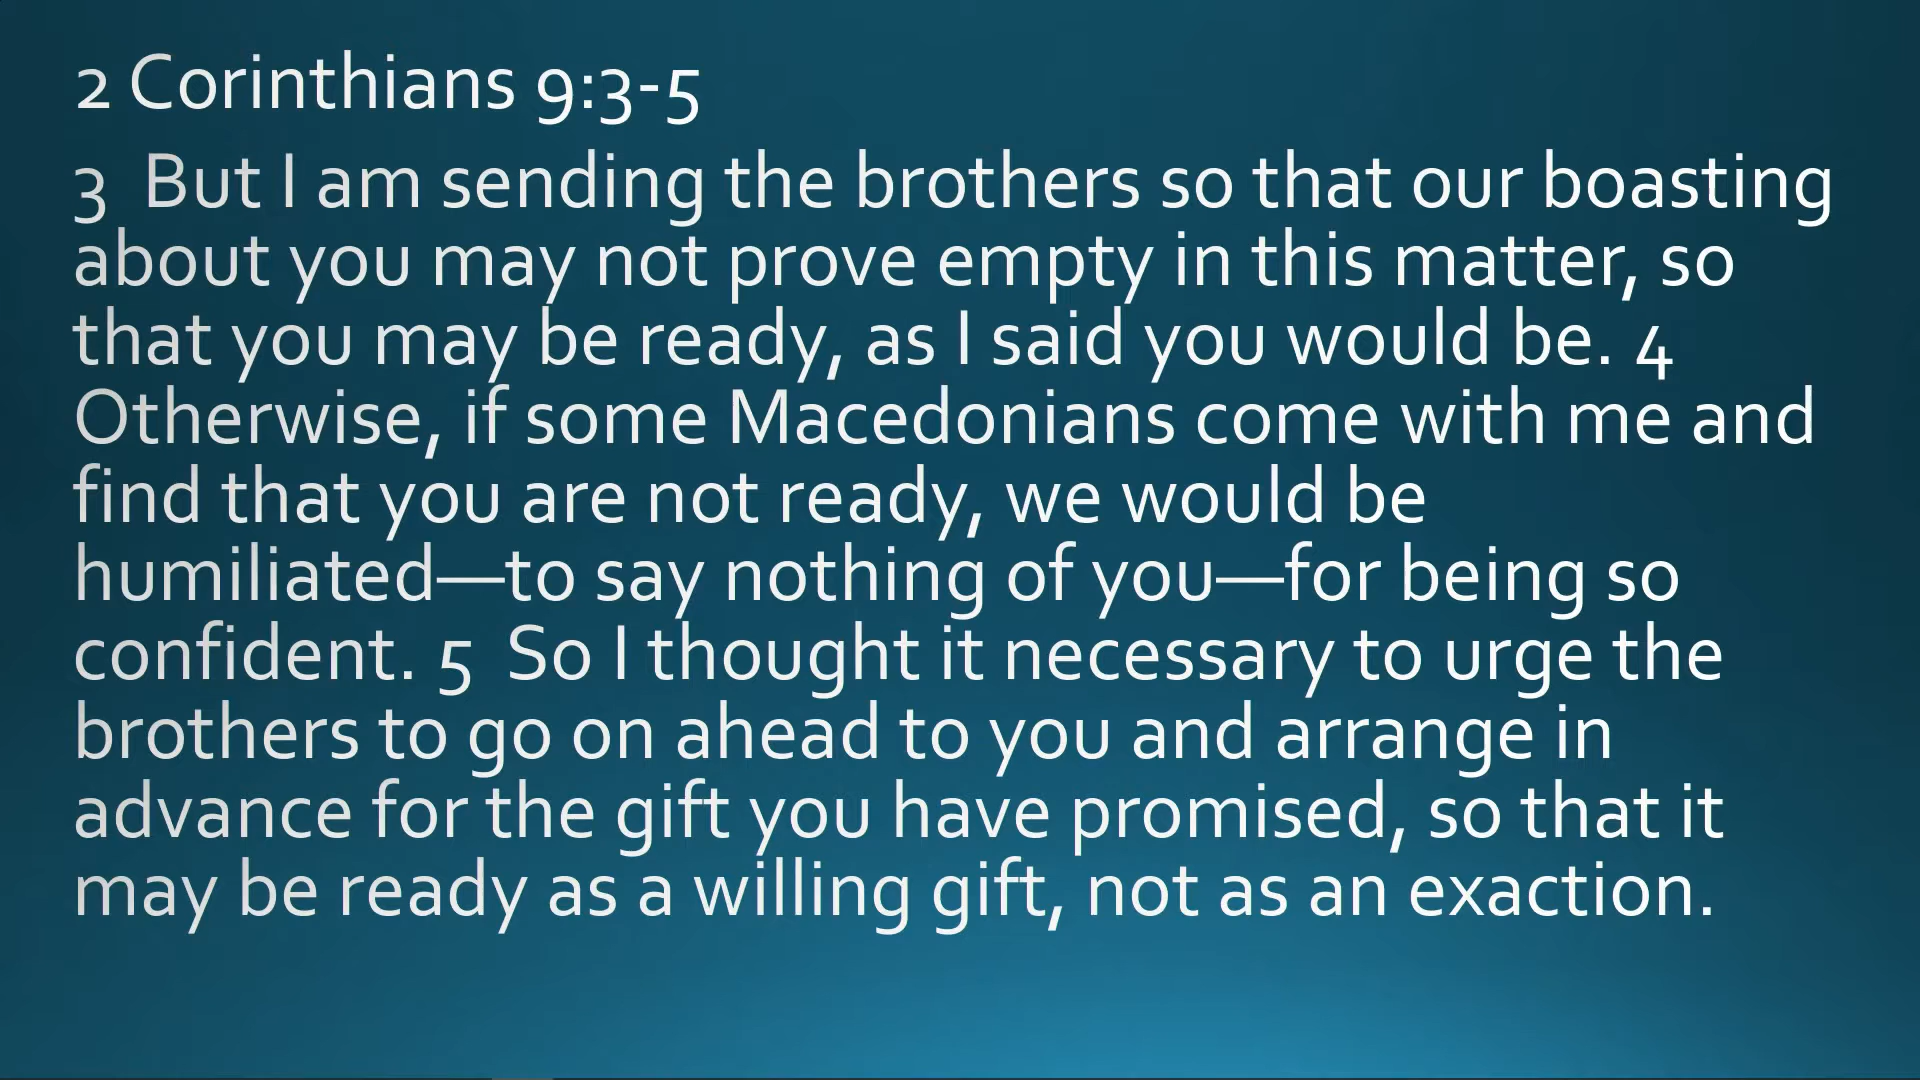 2 Corinthians 9:3-5
3  But I am sending the brothers so that our boasting
about you may not prove empty in this matter, so
that you may be ready, as I said you would be. 4
Otherwise, if some Macedonians come with me and
find that you are not ready, we would be
humiliated—to say nothing of you—for being so
confident. 5  So I thought it necessary to urge the
brothers to go on ahead to you and arrange in
advance for the gift you have promised, so that it
may be ready as a willing gift, not as an exaction.